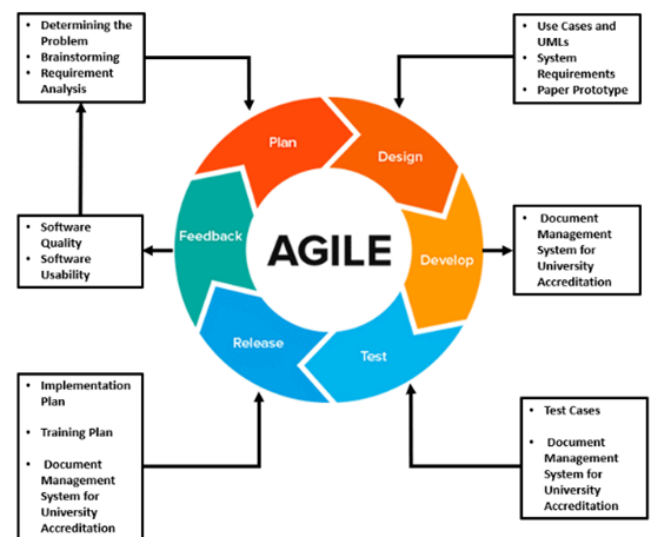 • Determining the
Problem
• Brainstorming
• Requirement
Analysis
• Use Cases and
UMLs
• System
Requirements
• Paper Prototype
Plan
Design
• Software
Quality
• Software
Usability
Feedback
AGILE
Develop
• Document
Management
System for
University
Accreditation
Release
Test
• Implementation
Plan
• Training Plan
• Document
Management
System for
University
Accreditation
• Test Cases
• Document
Management
System for
University
Accreditation